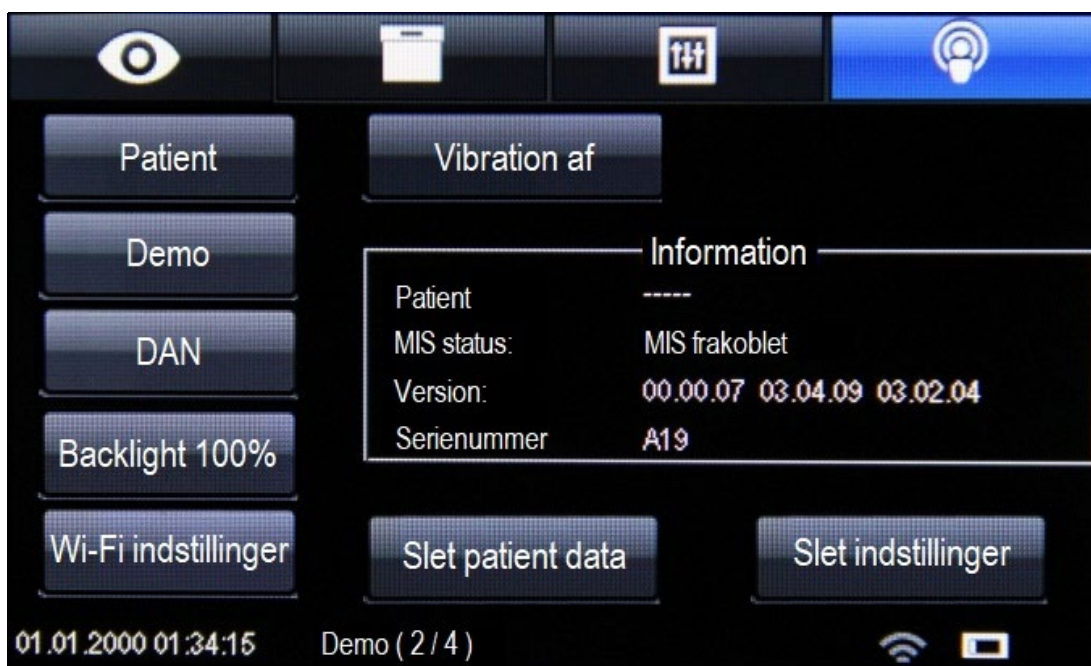 Patient
Vibration af
Demo
Information
Patient
-----
DAN
MIS status:
MIS frakoblet
Version:
00.00.07 03.04.09 03.02.04
Backlight 100%
Serienummer
A19
Wi-Fi indstillinger
Slet patient data
Slet indstillinger
01.01.2000 01:34:15
Demo ( 2 / 4 )